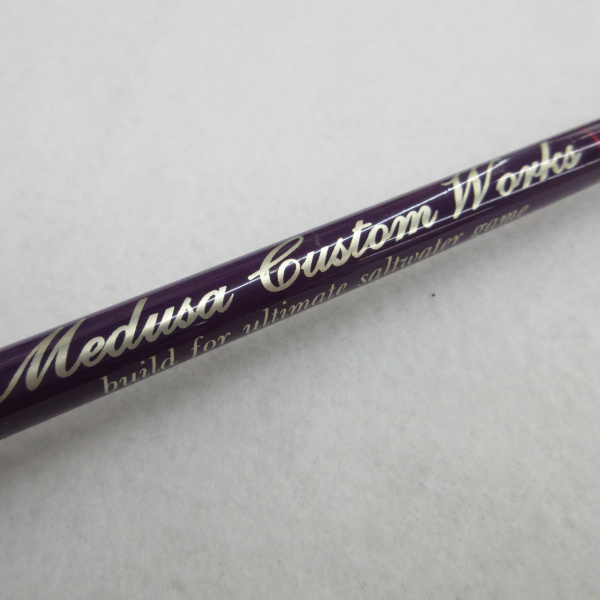 Medusa Custom Works
build for ultimate saltwater game